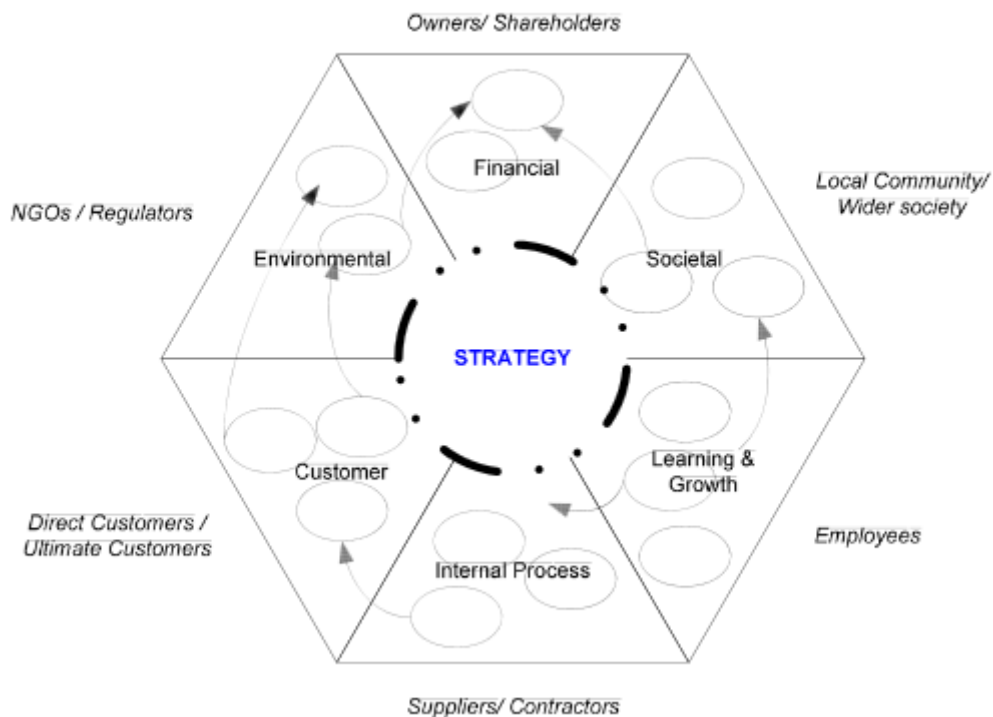 Owners/ Shareholders
Financial
NGOs / Regulators
Local Community/
Wider society
Environmental
Societal
STRATEGY
Customer
Learning &
Growth
Direct Customers /
Ultimate Customers
Employees
Internal Process
Suppliers/ Contractors